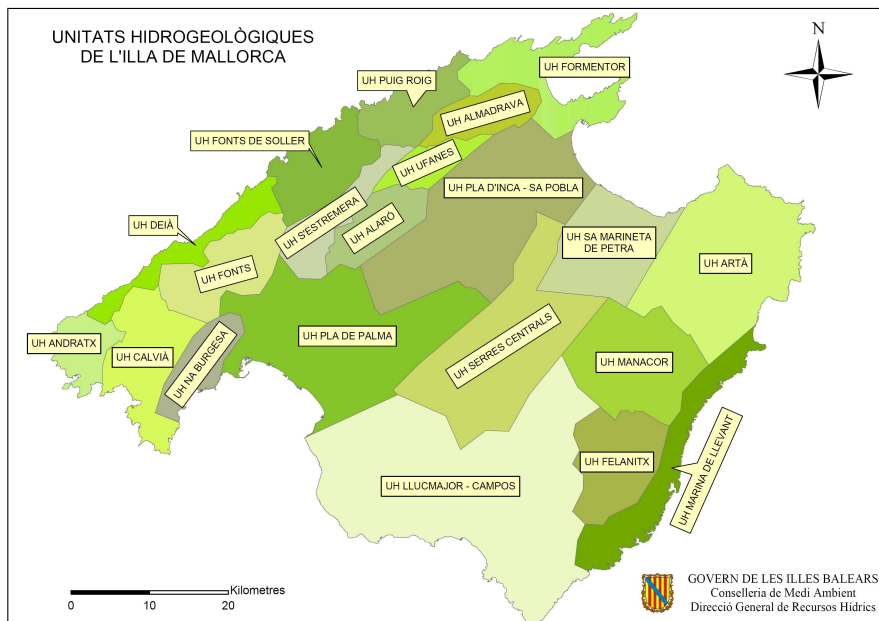 UNITATS HIDROGEOLÒGIQUES
DE L'ILLA DE MALLORCA
N
UH FORMENTOR
UH PUIG ROIG
UH ALMADRAVA
UH FONTS DE SOLLER
UH UFANES
UH PLA D'INCA - SA POBLA
UH S'ESTREMERA
UH ALARÓ
UH DEIÀ
UH SA MARINETA
DE PETRA
UH ARTÀ
UH FONTS
UH ANDRATX
UH CALVIÀ
UH NA BURGESA
UH PLA DE PALMA
UH SERRES CENTRALS
UH MANACOR
UH FELANITX
UH MARINA DE LLEVANT
UH LLUCMAJOR - CAMPOS
Kilometres
0 10 20
GOVERN DE LES ILLES BALEARS
Conselleria de Medi Ambient
Direcció General de Recursos Hídrics